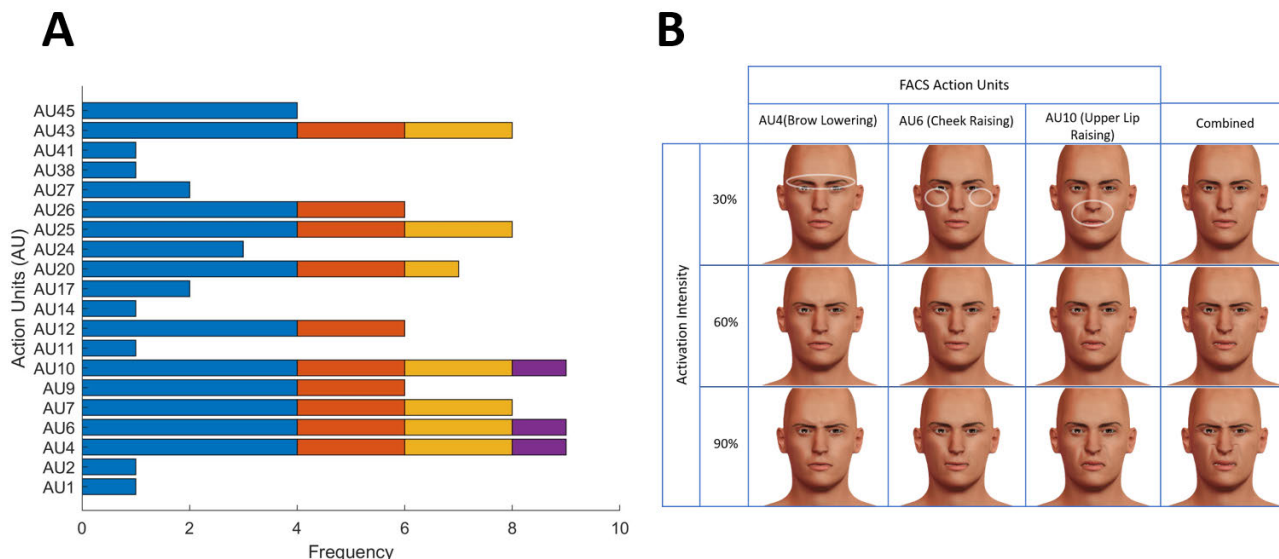 A
Action Units (AU)
AU45
AU43
AU41
AU38
AU27
AU26
AU25
AU24
AU20
AU17
AU14
AU12
AU11
AU10
AU9
AU7
AU6
AU4
AU2
AU1
0 2 4 6 8 10
Frequency
B
FACS Action Units
AU4(Brow Lowering)
AU6 (Cheek Raising)
AU10 (Upper Lip
Raising)
Combined
Activation Intensity
30%
60%
90%